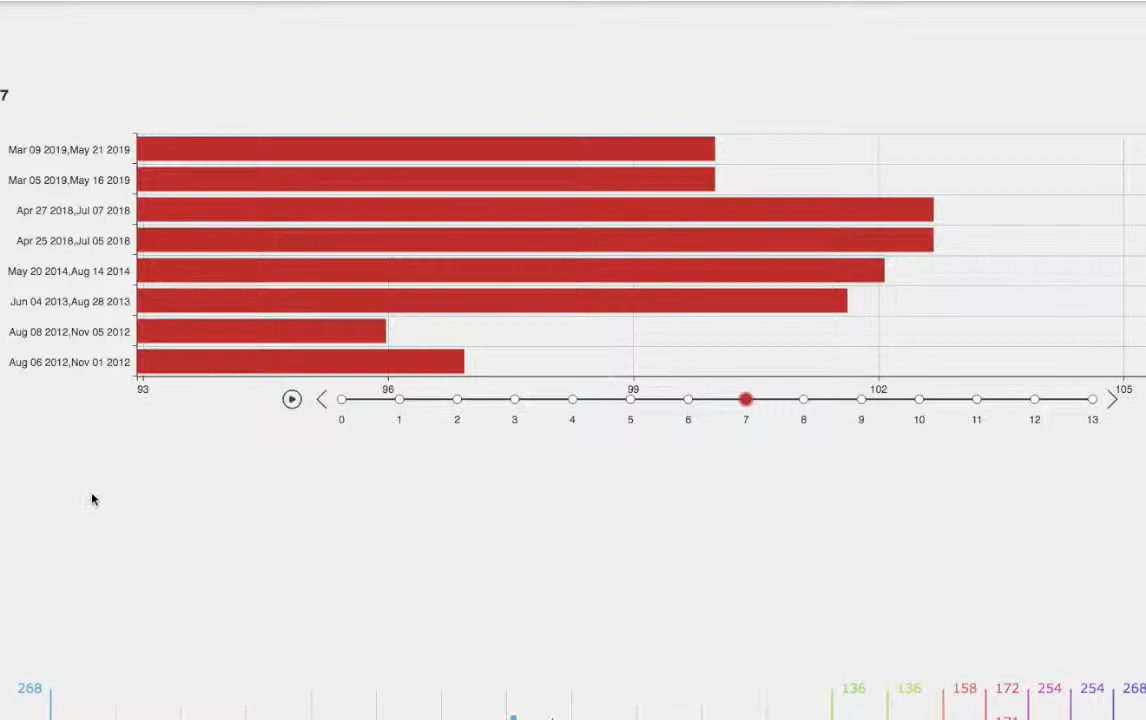 7
Mar 09 2019,May 21 2019
Mar 05 2019,May 16 2019
Apr 27 2018,Jul 07 2018
Apr 25 2018,Jul 05 2018
May 20 2014,Aug 14 2014
Jun 04 2013,Aug 28 2013
Aug 08 2012,Nov 05 2012
Aug 06 2012,Nov 01 2012
93 96 99 102 105
0 1 2 3 4 5 6 7 8 9 10 11 12 13
268 136 136 158 172 254 254 268